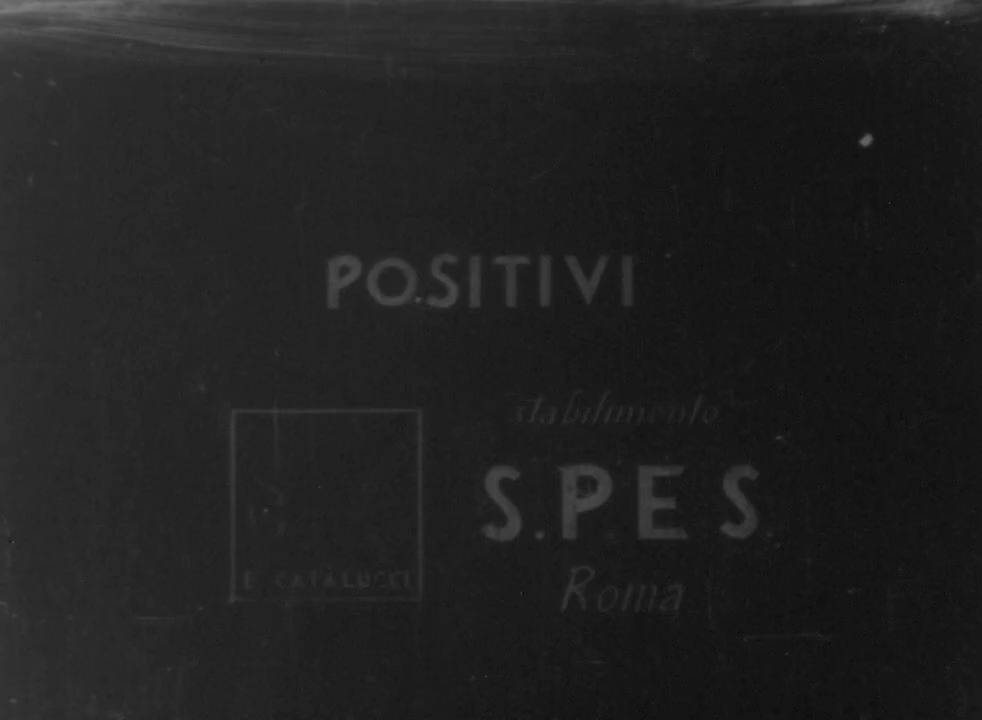 POSITIVI
stabilimento
S.P.E.S.
Roma
E. CATALUCCI